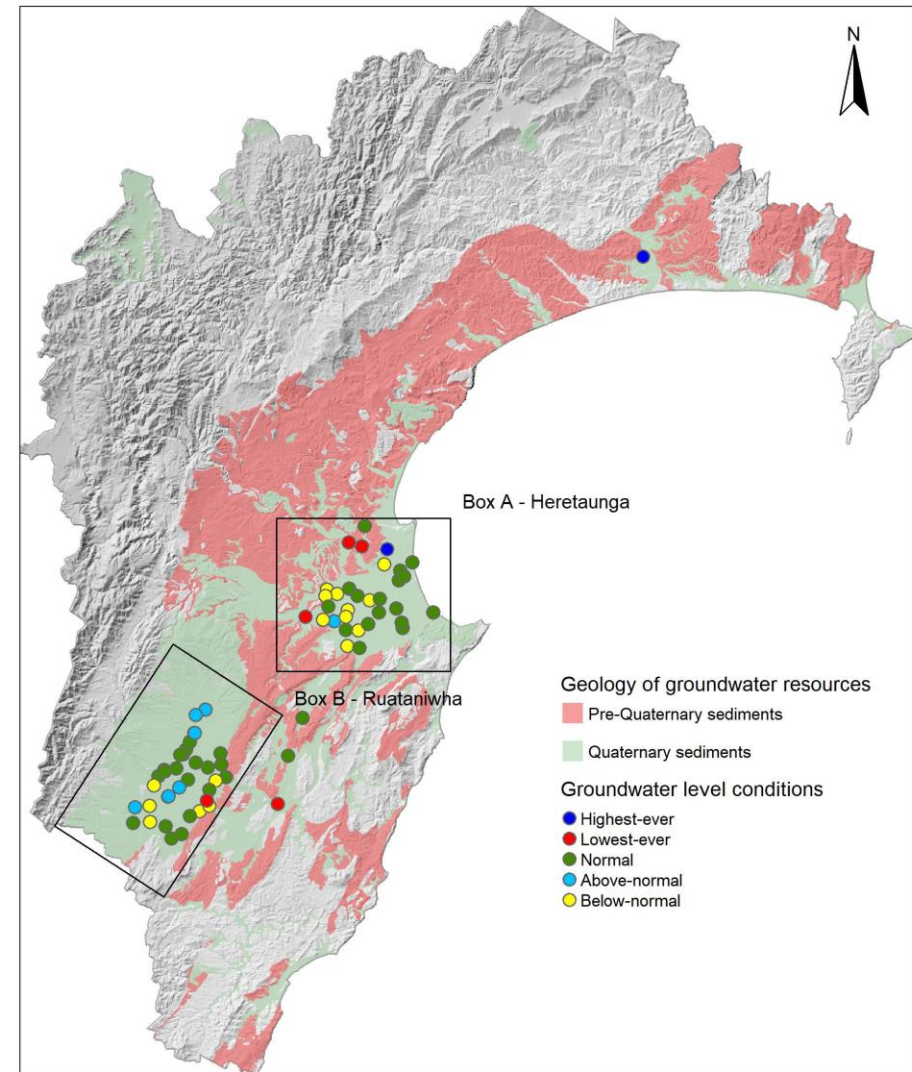 N
Box A - Heretaunga
Box B - Ruataniwha
Geology of groundwater resources
Pre-Quaternary sediments
Quaternary sediments
Groundwater level conditions
Highest-ever
Lowest-ever
Normal
Above-normal
Below-normal